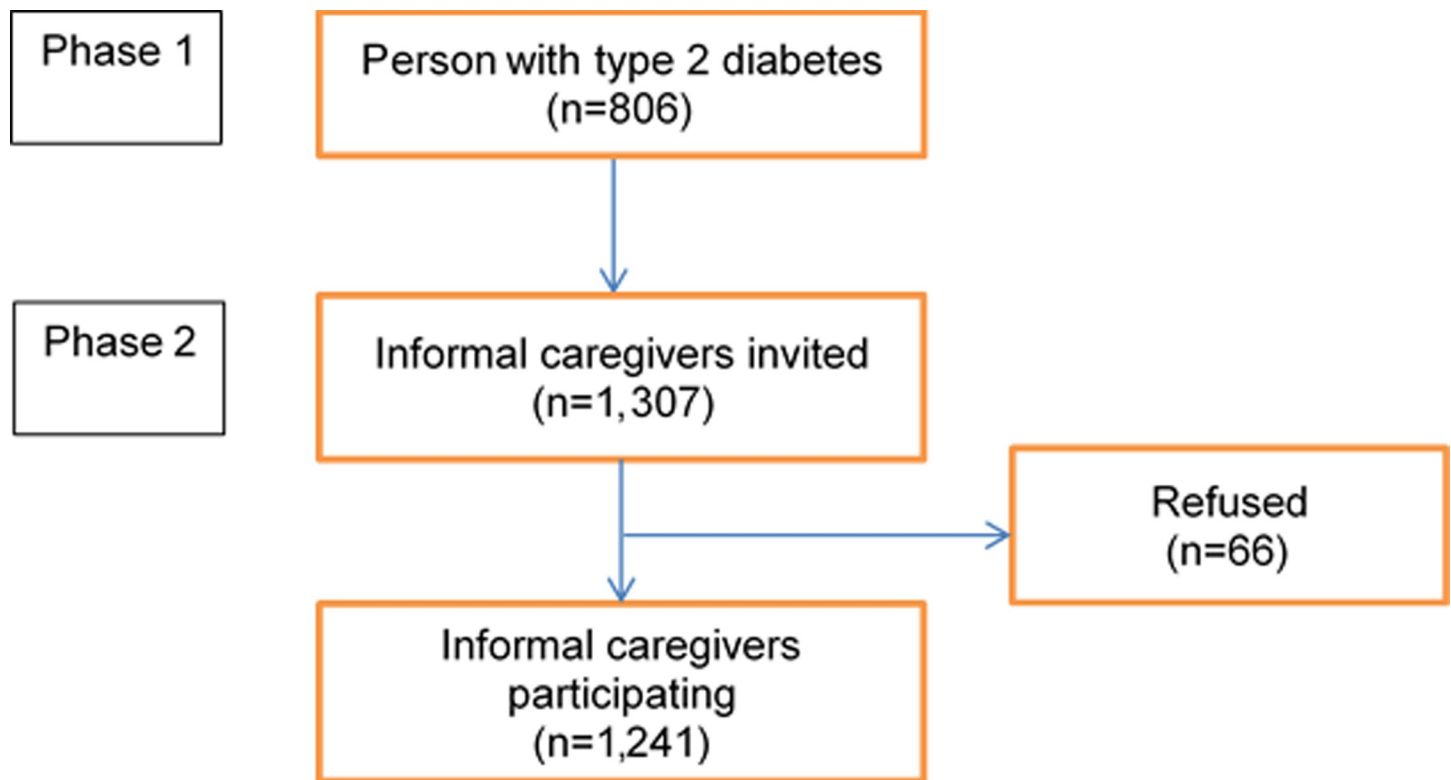 Phase 1
Person with type 2 diabetes
(n=806)
Phase 2
Informal caregivers invited
(n=1,307)
Refused
(n=66)
Informal caregivers
participating
(n=1,241)